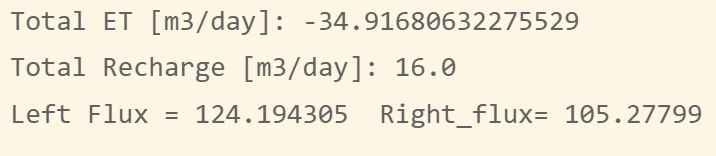 Total ET [m3/day]: -34.91680632275529
Total Recharge [m3/day]: 16.0
Left Flux = 124.194305  Right_flux= 105.27799